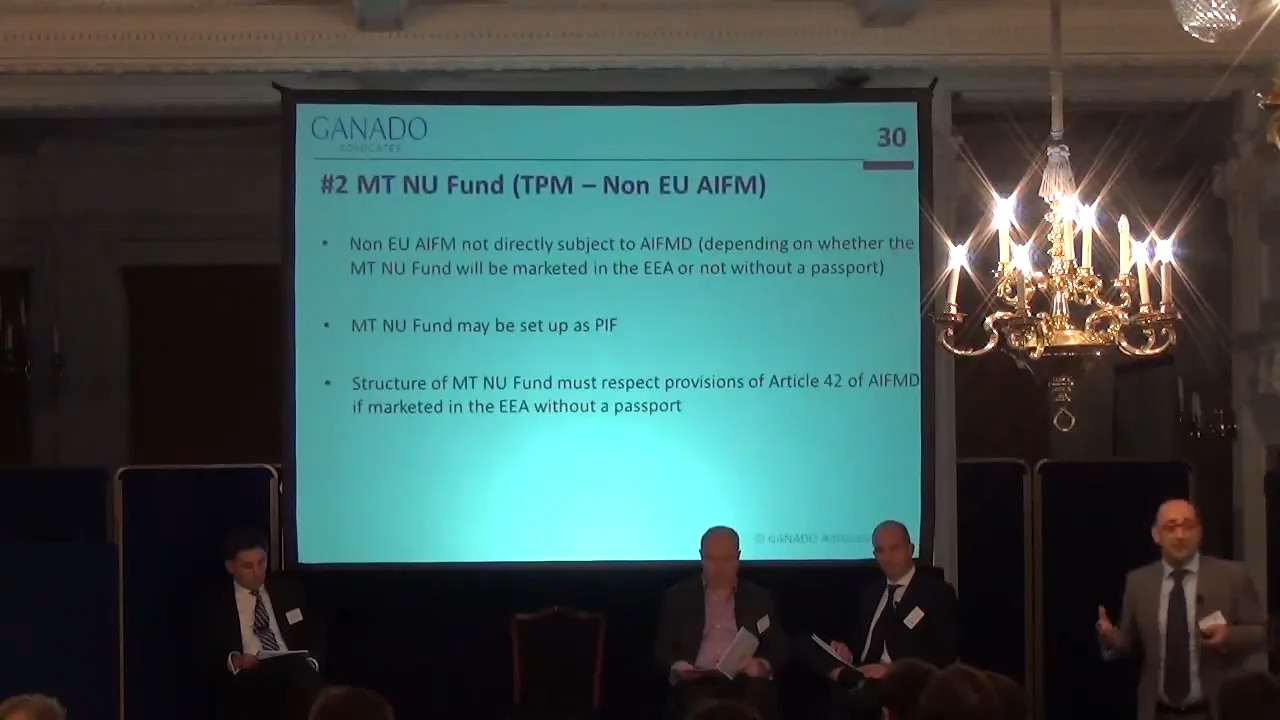 GANADO
ADVOCATES
30
#2 MT NU Fund (TPM – Non EU AIFM)
• Non EU AIFM not directly subject to AIFMD (depending on whether the
MT NU Fund will be marketed in the EEA or not without a passport)
• MT NU Fund may be set up as PIF
• Structure of MT NU Fund must respect provisions of Article 42 of AIFMD
if marketed in the EEA without a passport
© GANADO